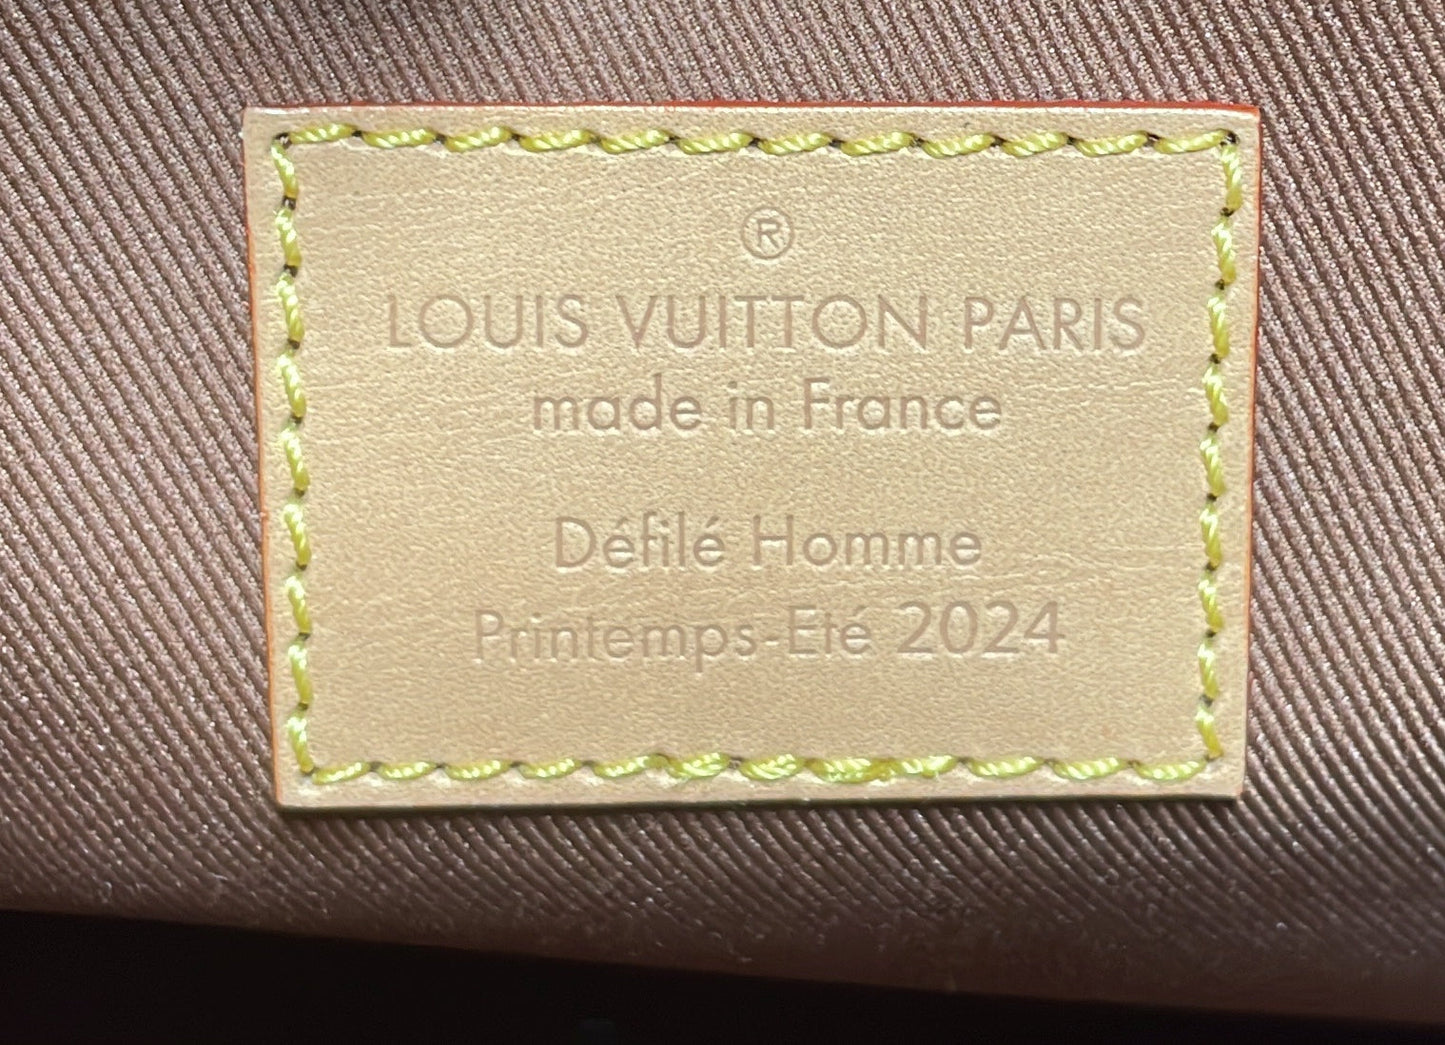 ®
LOUIS VUITTON PARIS
made in France
Défilé Homme
Printemps-Eté 2024